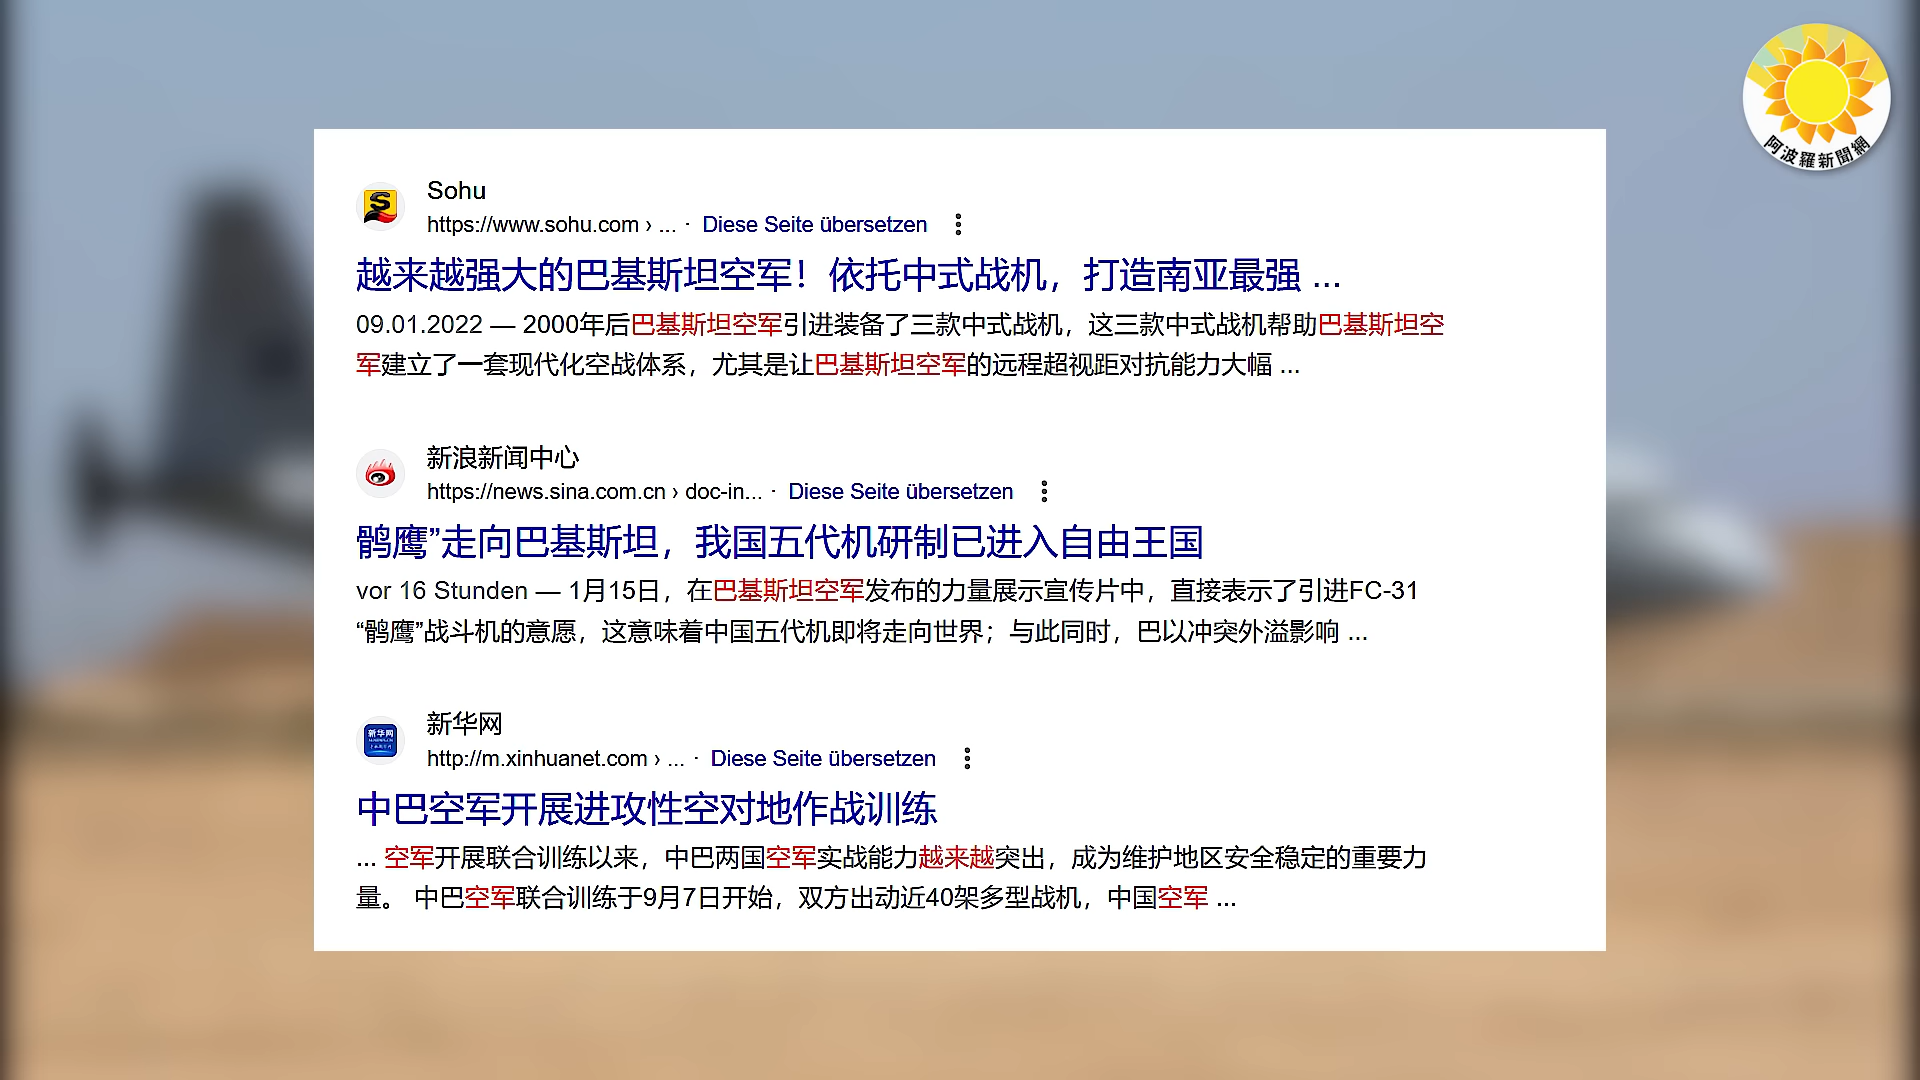 阿波羅新聞網
Sohu
https://www.sohu.com › ... · Diese Seite übersetzen
越来越强大的巴基斯坦空军！依托中式战机，打造南亚最强 ...
09.01.2022 — 2000年后巴基斯坦空军引进装备了三款中式战机，这三款中式战机帮助巴基斯坦空
军建立了一套现代化空战体系，尤其是让巴基斯坦空军的远程超视距对抗能力大幅 ...
新浪新闻中心
https://news.sina.com.cn › doc-in... · Diese Seite übersetzen
鹘鹰”走向巴基斯坦，我国五代机研制已进入自由王国
vor 16 Stunden — 1月15日，在巴基斯坦空军发布的力量展示宣传片中，直接表示了引进FC-31
“鹘鹰”战斗机的意愿，这意味着中国五代机即将走向世界；与此同时，巴以冲突外溢影响 ...
新华网
新华网
http://m.xinhuanet.com › ... · Diese Seite übersetzen
中巴空军开展进攻性空对地作战训练
... 空军开展联合训练以来，中巴两国空军实战能力越来越突出，成为维护地区安全稳定的重要力
量。 中巴空军联合训练于9月7日开始，双方出动近40架多型战机，中国空军 ...